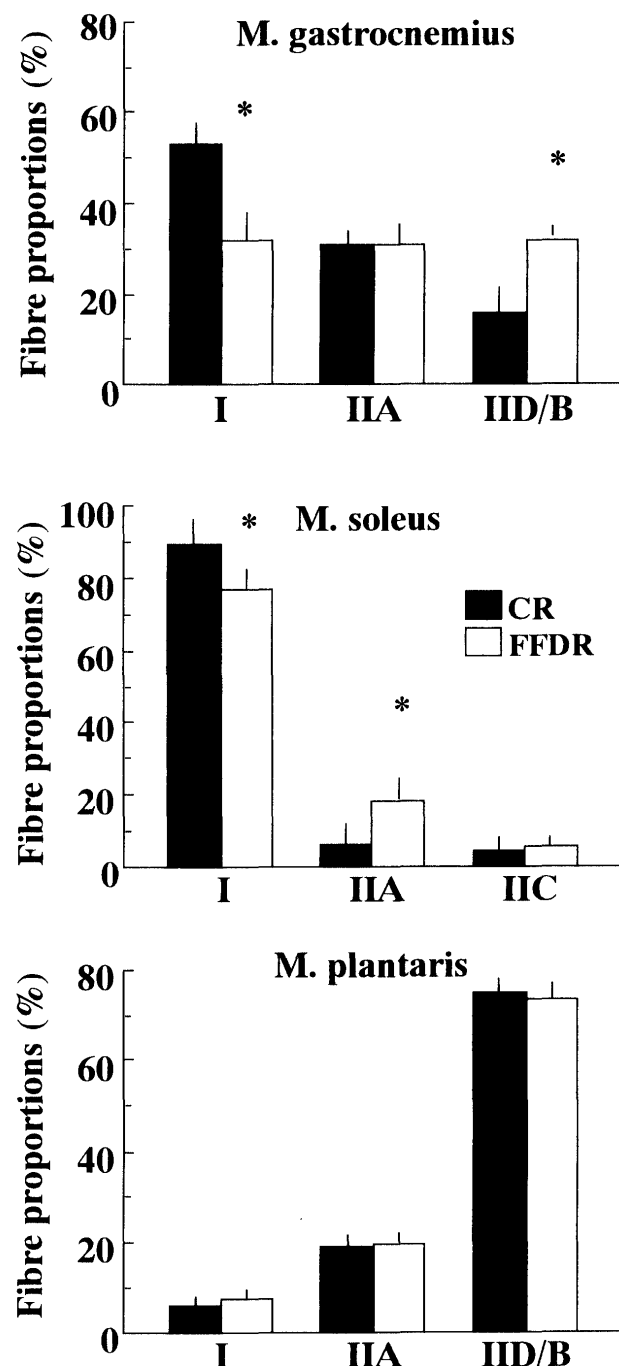 M. gastrocnemius
Fibre proportions (%)
80
60
40
20
0
*
*
I IIA IID/B
M. soleus
Fibre proportions (%)
100
80
60
40
20
0
*
*
CR
FFDR
I IIA IIC
M. plantaris
Fibre proportions (%)
80
60
40
20
0
I IIA IID/B